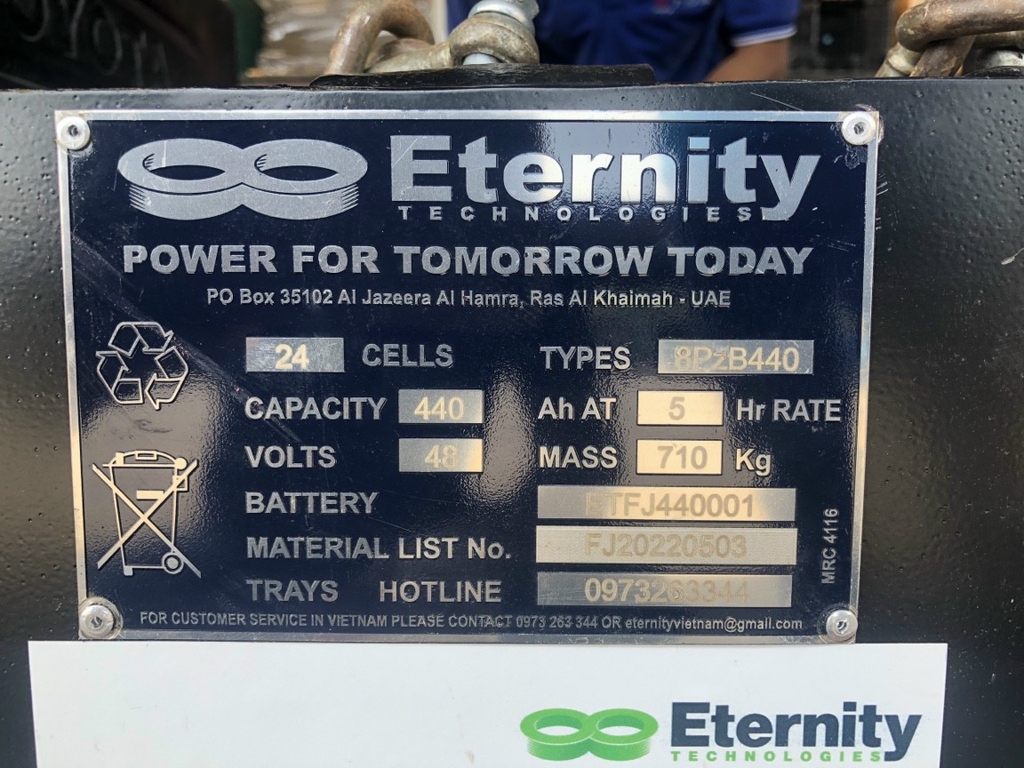 Eternity
TECHNOLOGIES
POWER FOR TOMORROW TODAY
PO Box 35102 Al Jazeera Al Hamra, Ras Al Khaimah - UAE
24 CELLS TYPES 8PzB440
CAPACITY 440 Ah AT 5 Hr RATE
VOLTS 48 MASS 710 Kg
BATTERY
MATERIAL LIST No. FJ20220503
TRAYS HOTLINE 0973263344
MRC 4116
FOR CUSTOMER SERVICE IN VIETNAM PLEASE CONTACT 0973 263 344 OR eternityvietnam@gmail.com
Eternity
TECHNOLOGIES